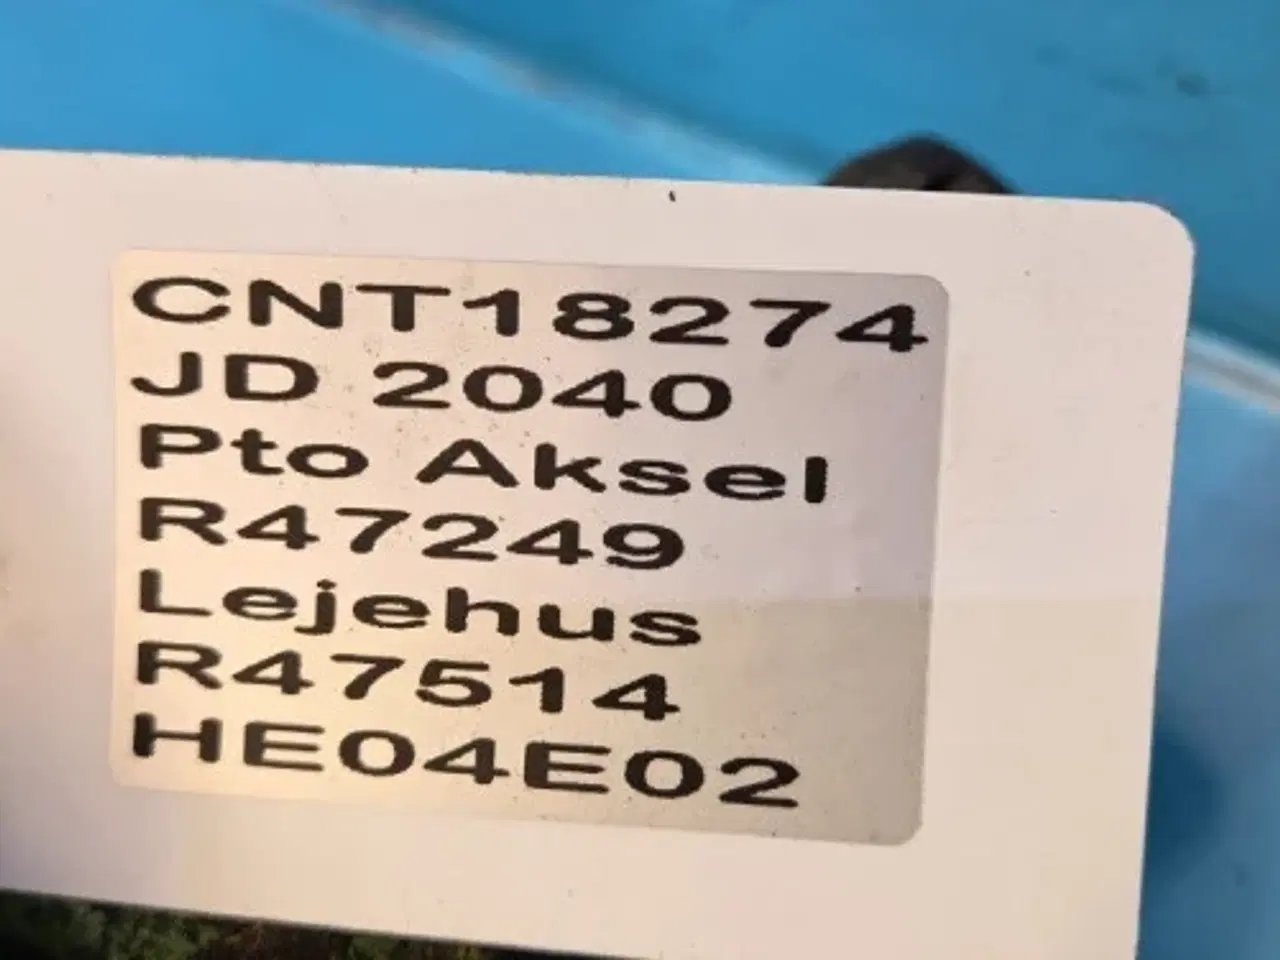 CNT18274
JD 2040
Pto Aksel
R47249
Lejehus
R47514
HE04E02